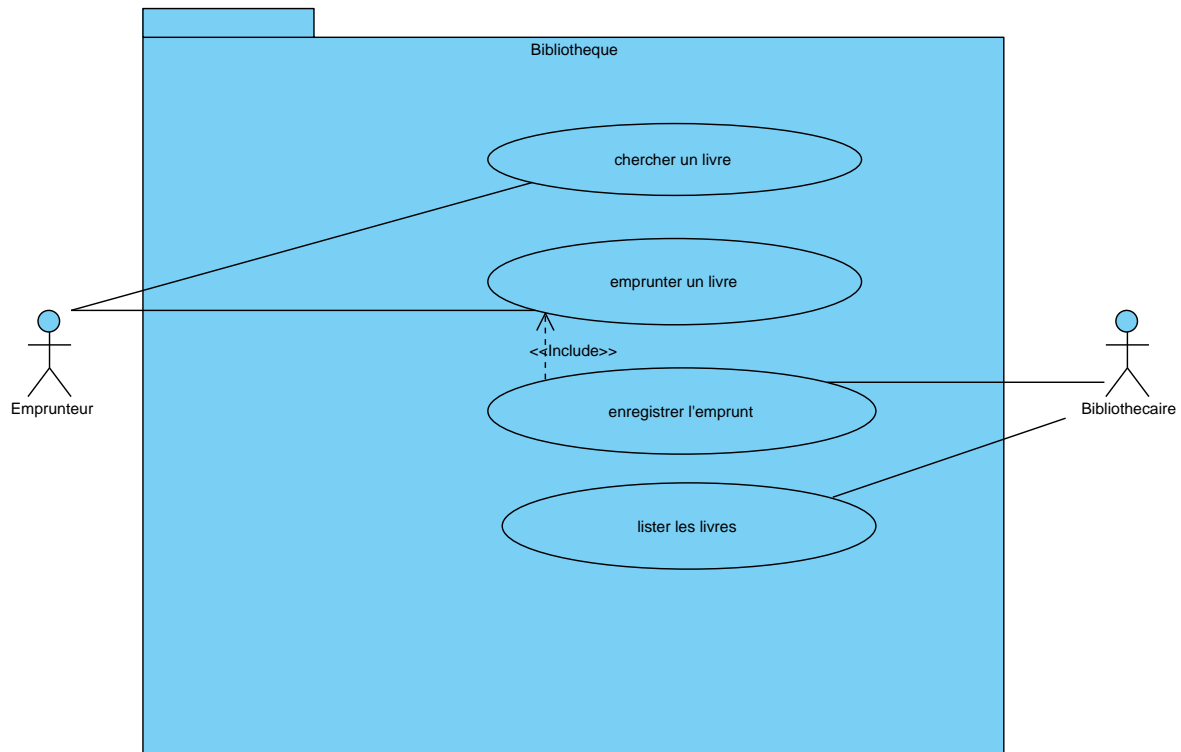 Bibliotheque
chercher un livre
emprunter un livre
<<Include>>
Emprunteur
enregistrer l'emprunt
Bibliothecaire
lister les livres